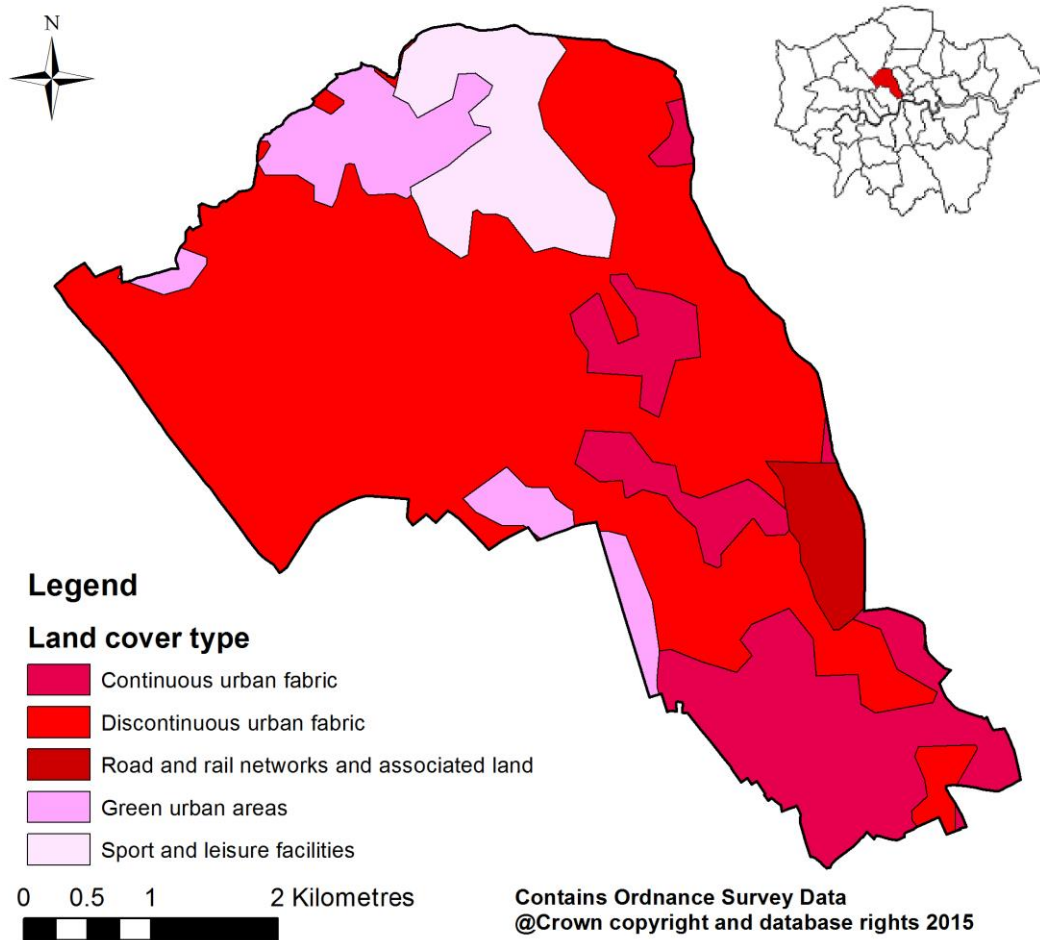 N
Legend
Land cover type
Continuous urban fabric
Discontinuous urban fabric
Road and rail networks and associated land
Green urban areas
Sport and leisure facilities
0 0.5 1 2 Kilometres
Contains Ordnance Survey Data
@Crown copyright and database rights 2015